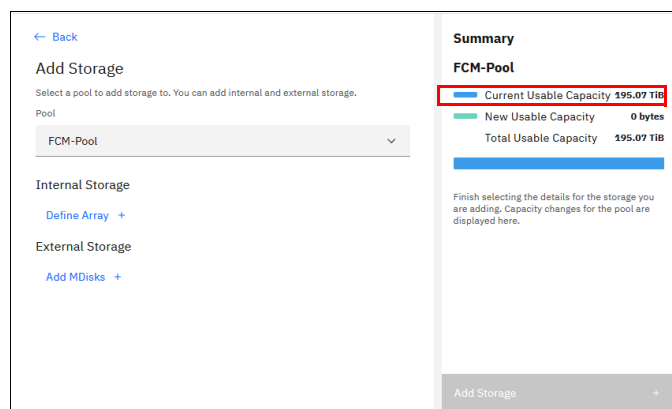 ← Back
Add Storage
Select a pool to add storage to. You can add internal and external storage.
Pool
FCM-Pool
Internal Storage
Define Array +
External Storage
Add MDisks +
Summary
FCM-Pool
Current Usable Capacity 195.07 TiB
New Usable Capacity 0 bytes
Total Usable Capacity 195.07 TiB
Finish selecting the details for the storage you
are adding. Capacity changes for the pool are
displayed here.
Add Storage +